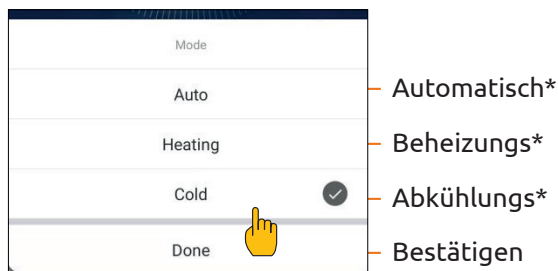 Mode
Auto
Automatisch*
Heating
Beheizungs*
Cold
Abkühlungs*
Done
Bestätigen